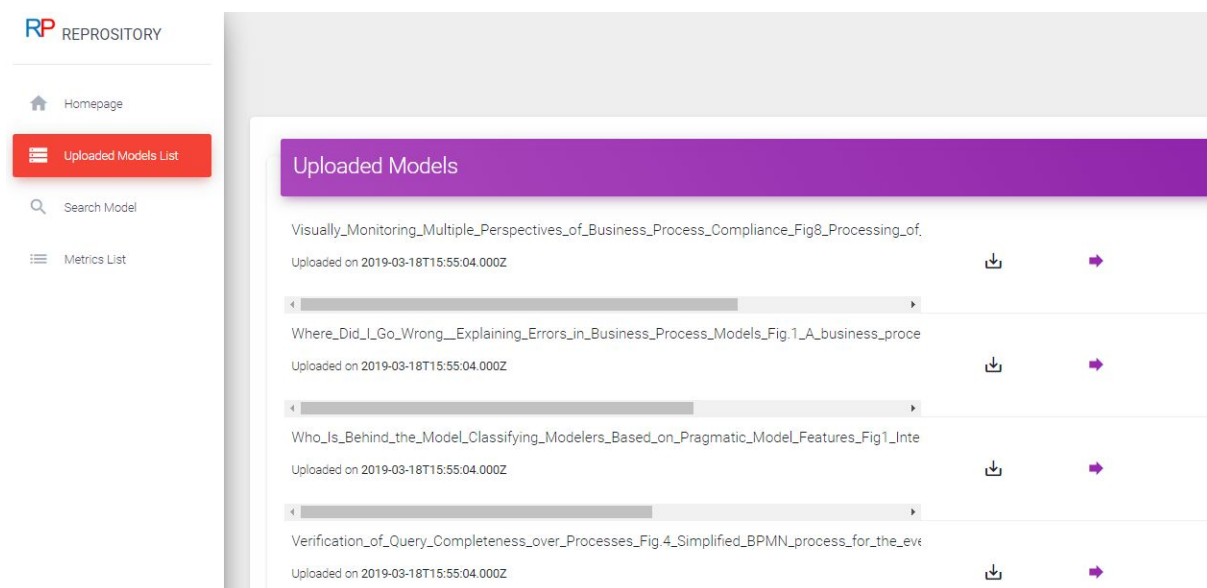 RP REPROSITORY
Homepage
Uploaded Models List
Search Model
Metrics List
Uploaded Models
Visually_Monitoring_Multiple_Perspectives_of_Business_Process_Compliance_Fig8_Processing_of_
Uploaded on 2019-03-18T15:55:04.000Z
Where_Did_I_Go_Wrong__Explaining_Errors_in_Business_Process_Models_Fig.1_A_business_proce
Uploaded on 2019-03-18T15:55:04.000Z
Who_Is_Behind_the_Model_Classifying_Modelers_Based_on_Pragmatic_Model_Features_Fig1_Inte
Uploaded on 2019-03-18T15:55:04.000Z
Verification_of_Query_Completeness_over_Processes_Fig.4_Simplified_BPMN_process_for_the_eve
Uploaded on 2019-03-18T15:55:04.000Z